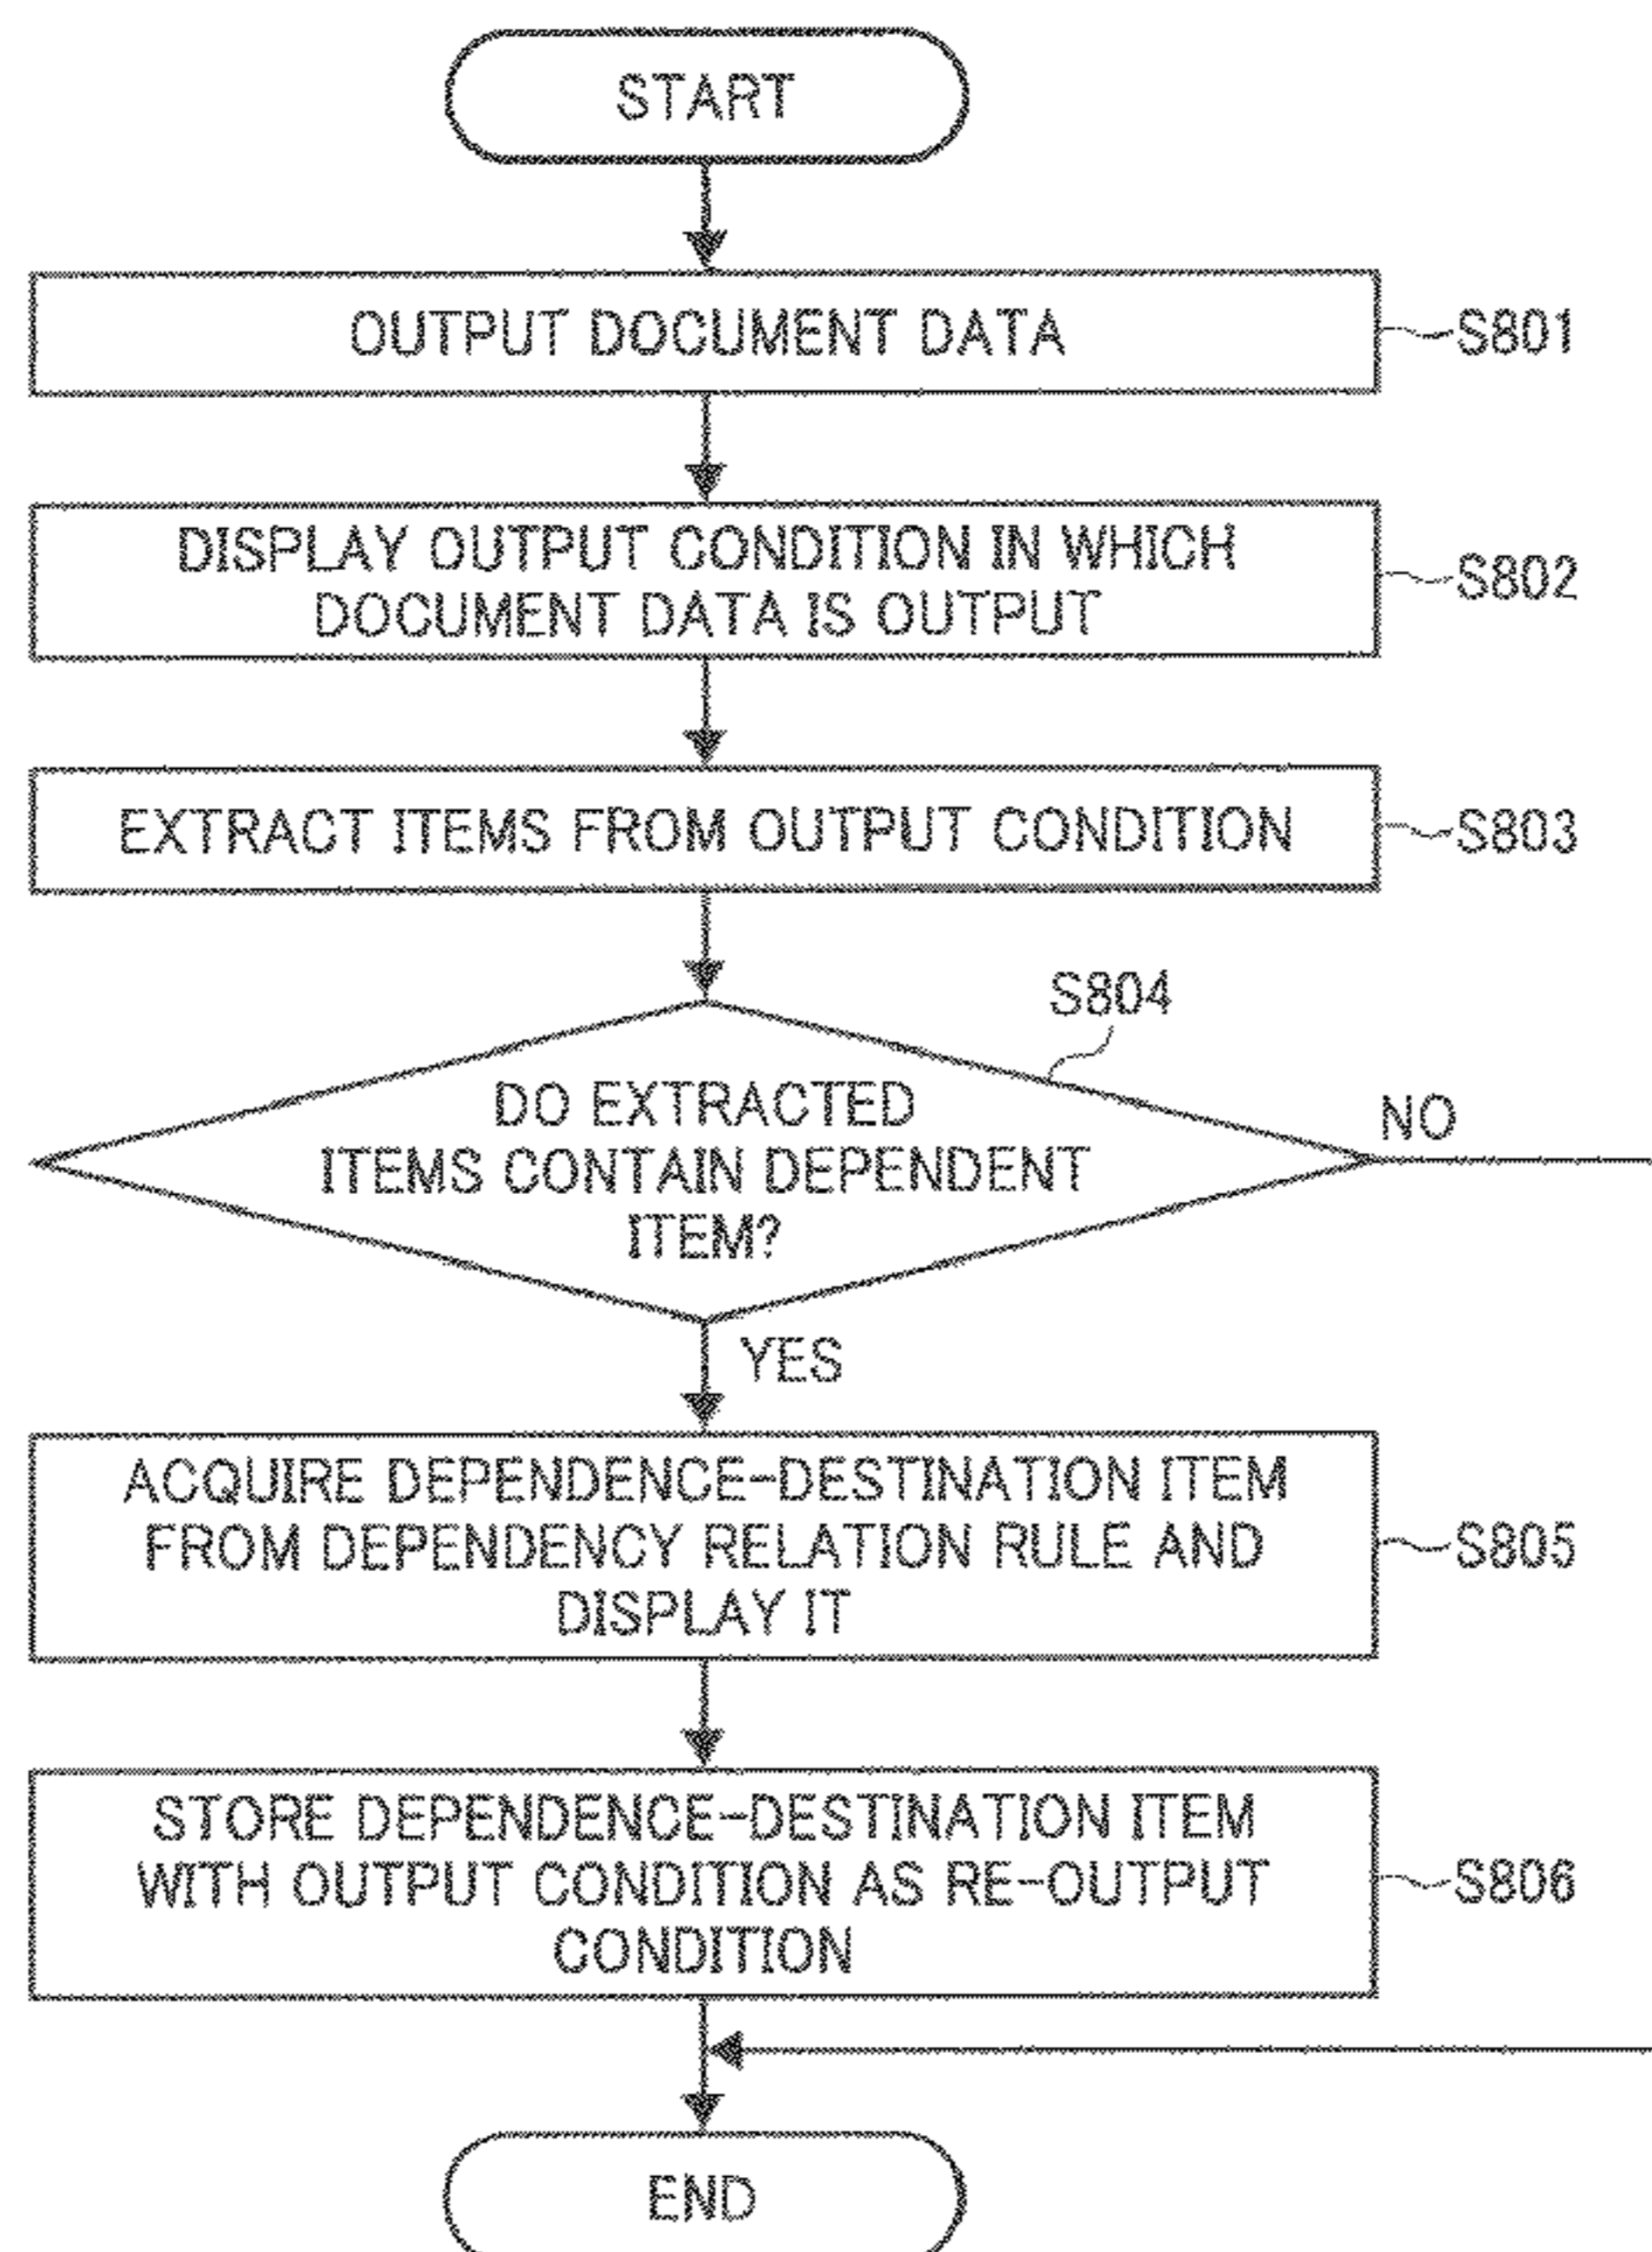 START
OUTPUT DOCUMENT DATA
S801
DISPLAY OUTPUT CONDITION IN WHICH
DOCUMENT DATA IS OUTPUT
S802
EXTRACT ITEMS FROM OUTPUT CONDITION
S803
S804
DO EXTRACTED
ITEMS CONTAIN DEPENDENT
ITEM?
NO
YES
ACQUIRE DEPENDENCE-DESTINATION ITEM
FROM DEPENDENCY RELATION RULE AND
DISPLAY IT
S805
STORE DEPENDENCE-DESTINATION ITEM
WITH OUTPUT CONDITION AS RE-OUTPUT
CONDITION
S806
END